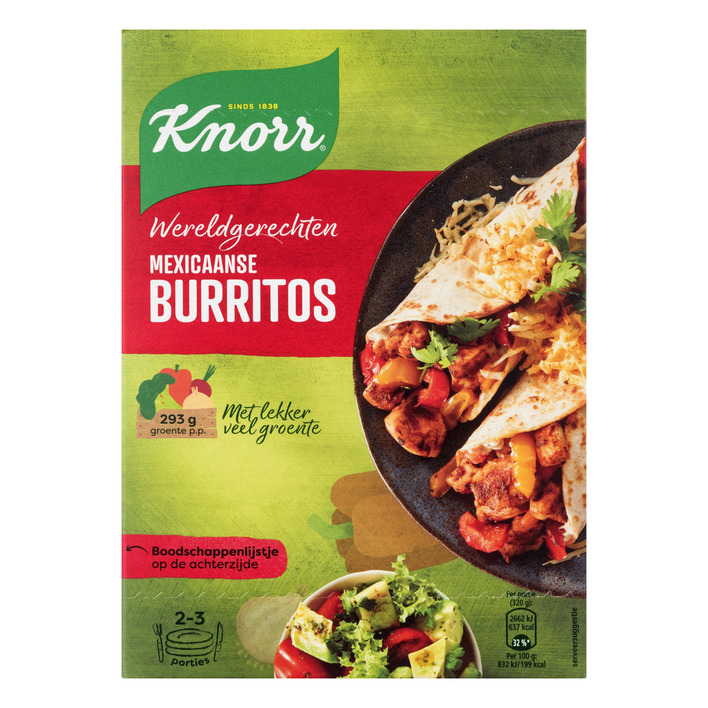 SINDS 1838
Knorr®
Wereldgerechten
MEXICAANSE
BURRITOS
293 g
groente p.p.
Met lekker
veel groente
Boodschappenlijstje
op de achterzijde
2-3
porties
Per portie
(320 g):
2662 kJ
637 kcal
32 %*
Per 100 g:
832 kJ/199 kcal
serveersuggestie